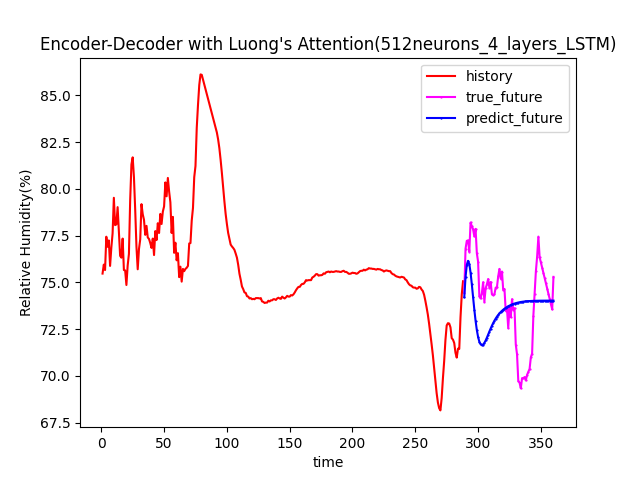 Encoder-Decoder with Luong's Attention(512neurons_4_layers_LSTM)
history
true_future
predict_future
85.0
82.5
80.0
77.5
75.0
72.5
70.0
67.5
Relative Humidity(%)
0 50 100 150 200 250 300 350
time